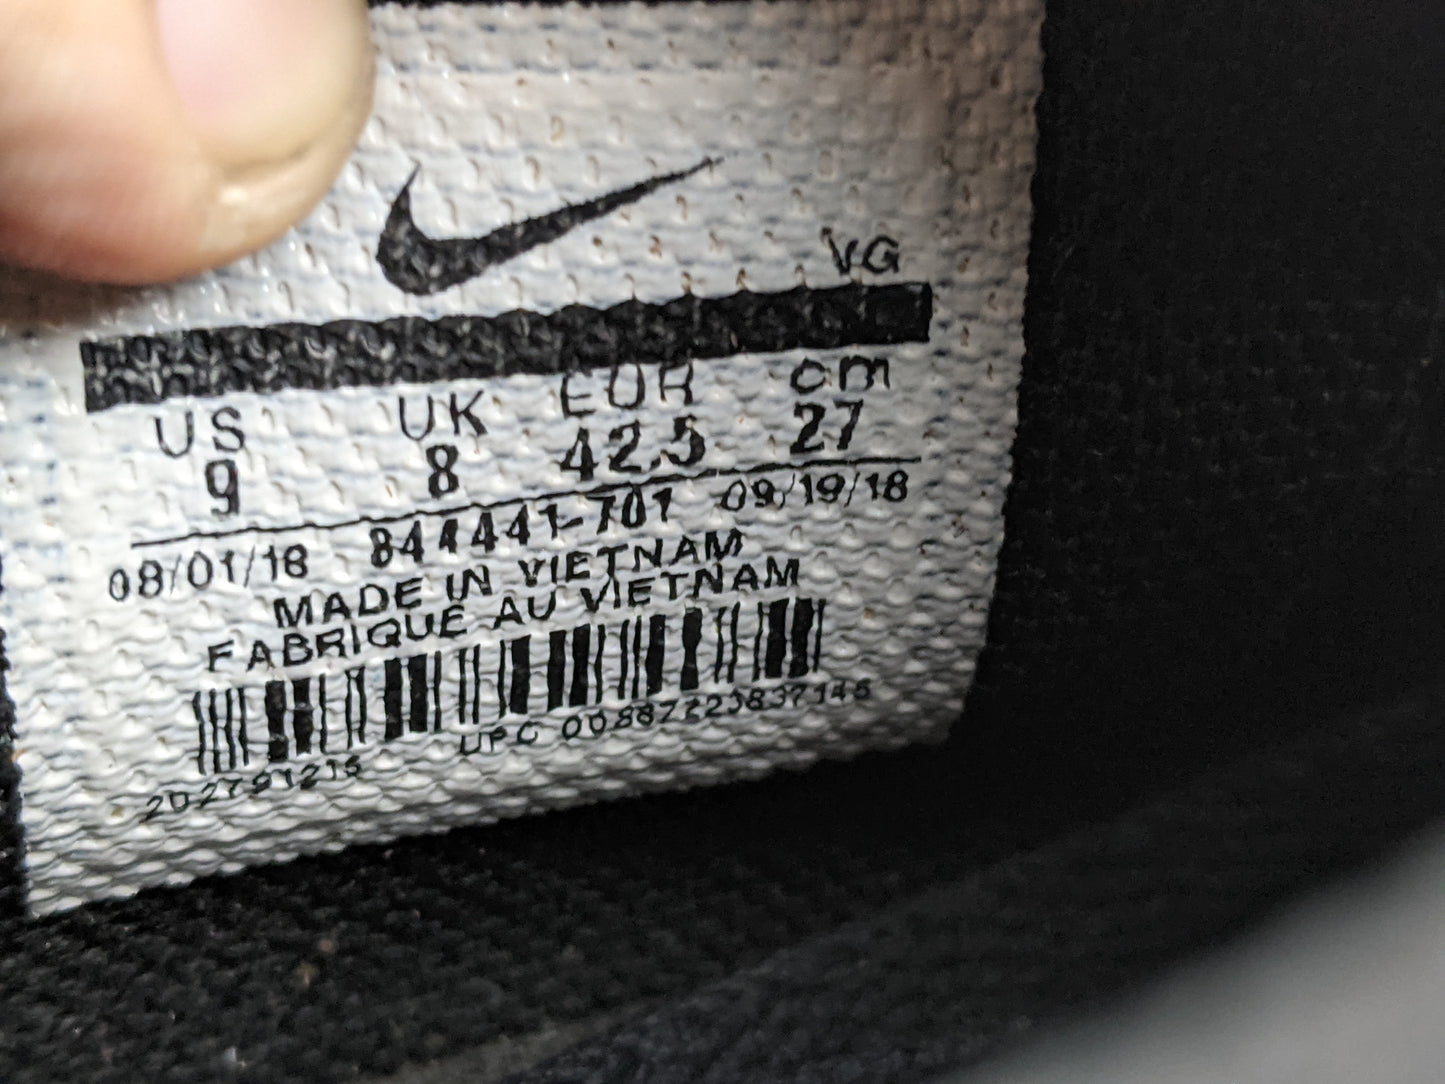 VG
US UK EUR cm
9 8 42.5 27
08/01/18 844441-701 09/19/18
MADE IN VIETNAM
FABRIQUE AU VIETNAM
UPC 00887223837145
202791215